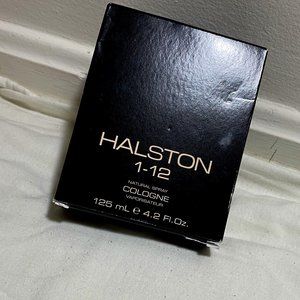 HALSTON
1-12
NATURAL SPRAY
COLOGNE
VAPORISATEUR
125 mL e 4.2 Fl.Oz.